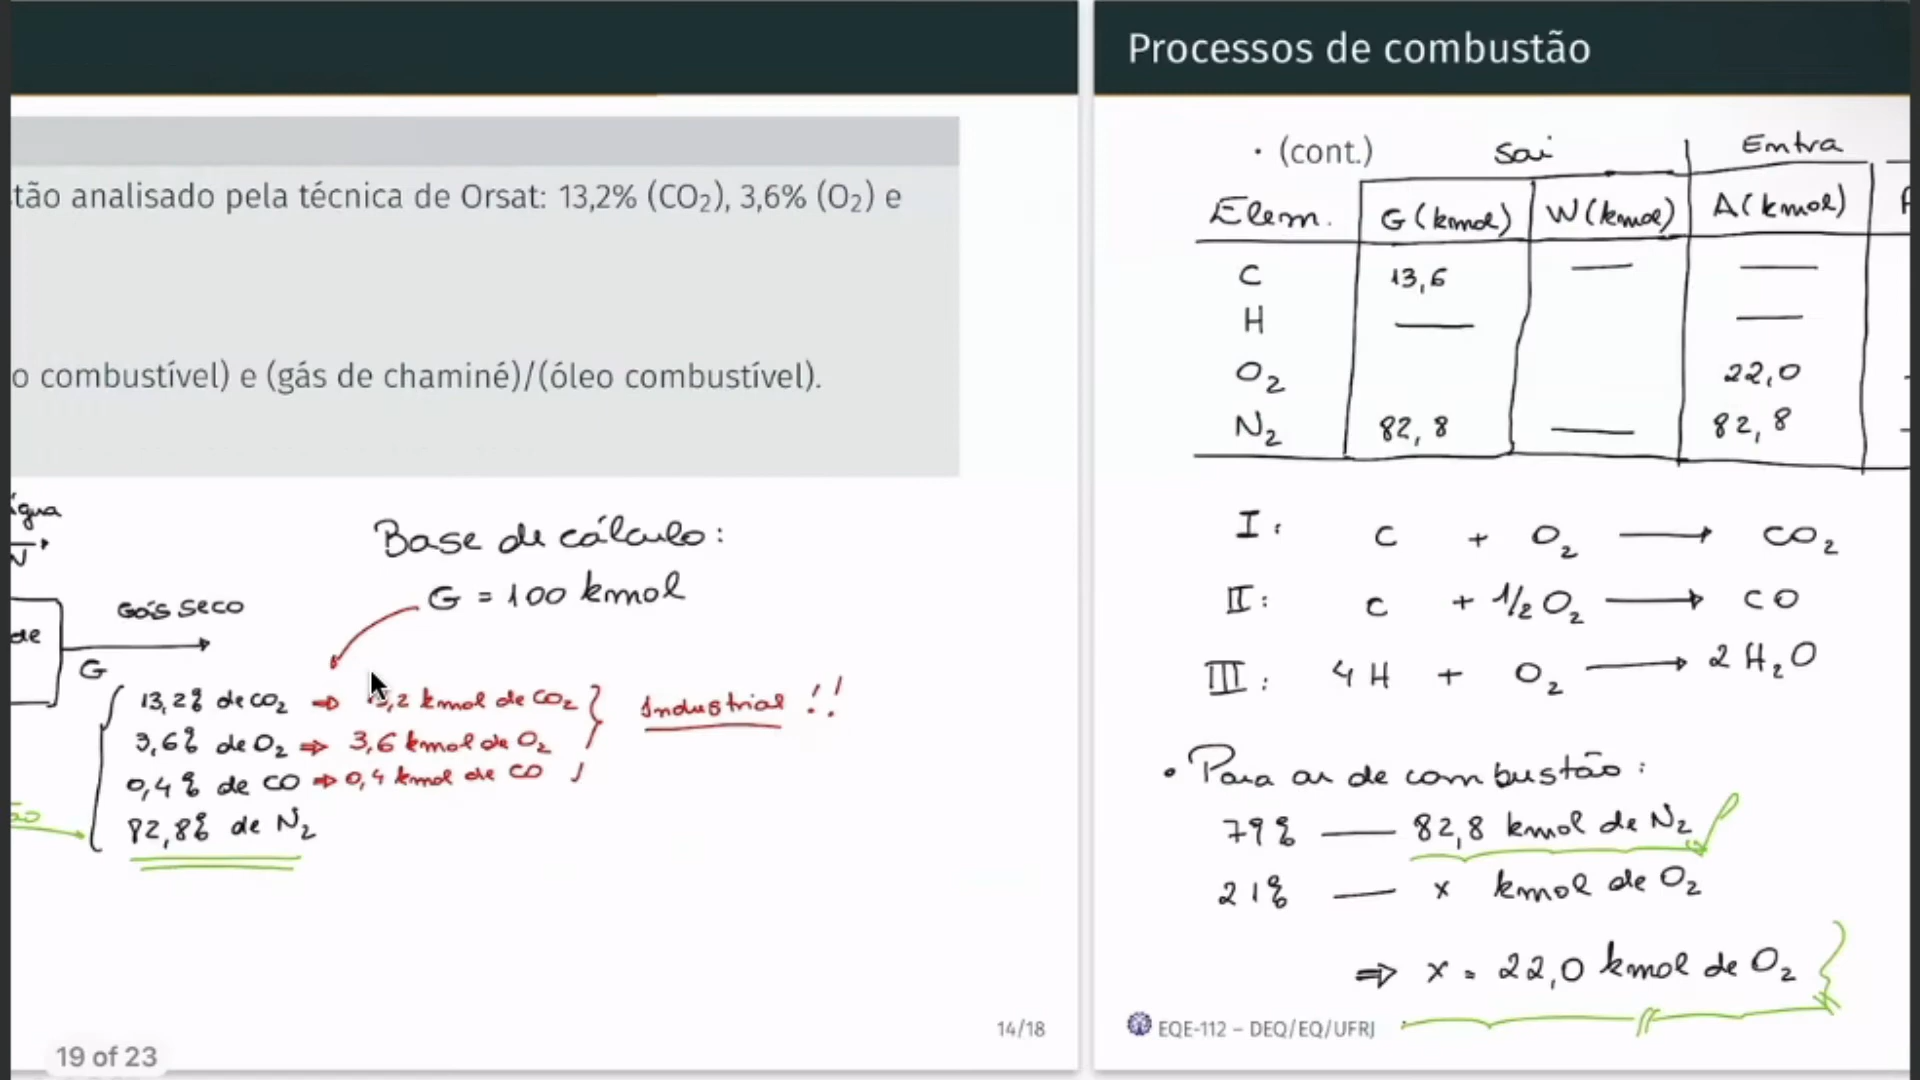 tão analisado pela técnica de Orsat: 13,2% (CO₂), 3,6% (O₂) e
o combustível) e (gás de chaminé)/(óleo combustível).
Base de cálculo:
G = 100 kmol
Gás seco
de
G
13,2% de CO₂ ⇒ 13,2 kmol de CO₂
3,6% de O₂ ⇒ 3,6 kmol de O₂
0,4% de CO ⇒ 0,4 kmol de CO
82,8% de N₂
Industrial !!
14/18
19 of 23
Processos de combustão
• (cont.) Sai Entra
Elem. G (kmol) W (kmol) A (kmol)
C 13,6 — —
H — —
O₂ 22,0
N₂ 82,8 — 82,8
I: C + O₂ → CO₂
II: C + 1/2 O₂ → CO
III: 4 H + O₂ → 2 H₂O
• Para ar de combustão:
79% — 82,8 kmol de N₂
21% — x kmol de O₂
⇒ x = 22,0 kmol de O₂
EQE-112 – DEQ/EQ/UFRJ